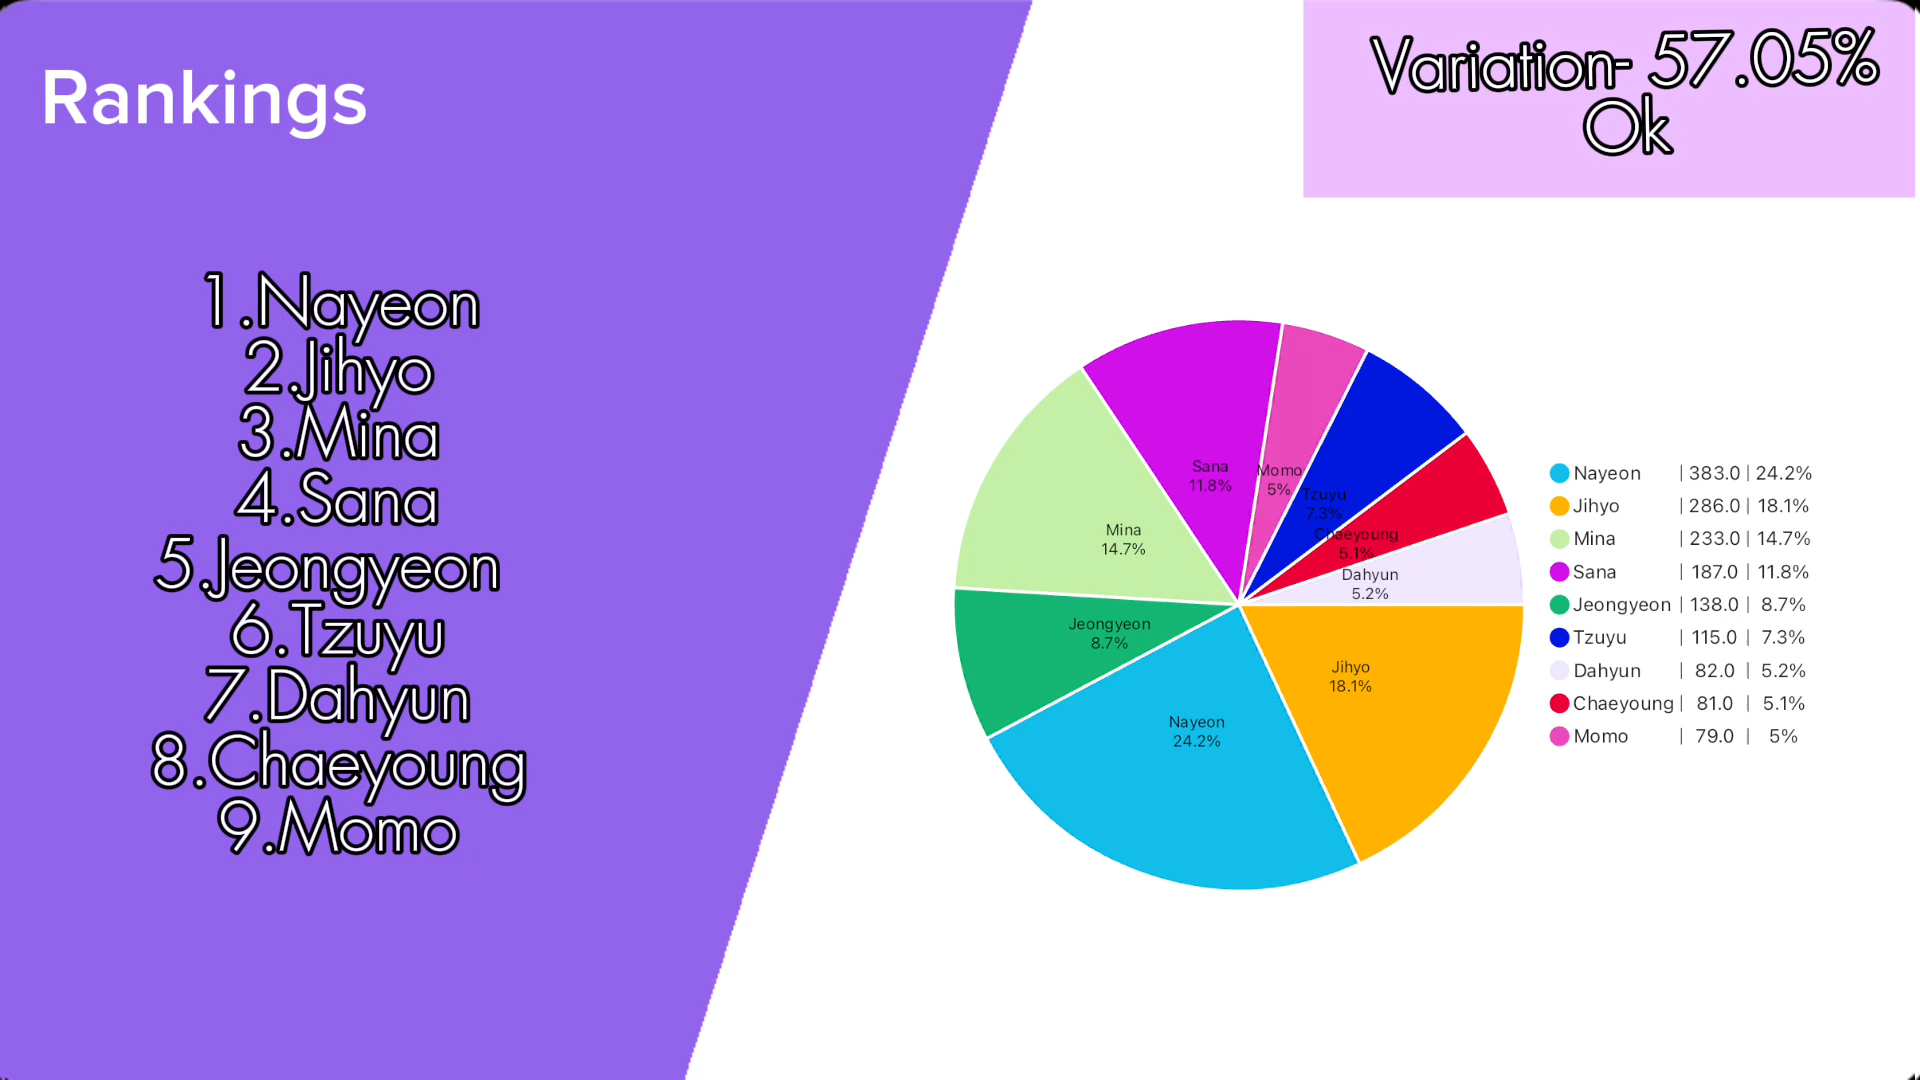 Rankings
Variation- 57.05%
Ok
1.Nayeon
2.Jihyo
3.Mina
4.Sana
5.Jeongyeon
6.Tzuyu
7.Dahyun
8.Chaeyoung
9.Momo
Sana
11.8%
Momo
5%
Tzuyu
7.3%
Chaeyoung
5.1%
Dahyun
5.2%
Mina
14.7%
Jeongyeon
8.7%
Jihyo
18.1%
Nayeon
24.2%
Nayeon | 383.0 | 24.2%
Jihyo | 286.0 | 18.1%
Mina | 233.0 | 14.7%
Sana | 187.0 | 11.8%
Jeongyeon | 138.0 | 8.7%
Tzuyu | 115.0 | 7.3%
Dahyun | 82.0 | 5.2%
Chaeyoung | 81.0 | 5.1%
Momo | 79.0 | 5%